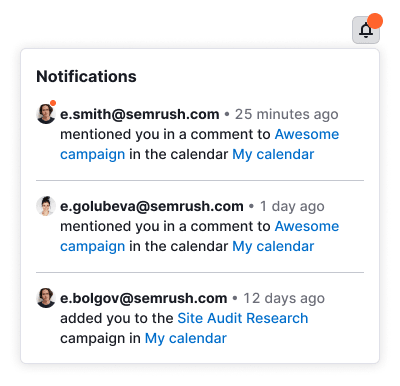 Notifications
e.smith@semrush.com • 25 minutes ago
mentioned you in a comment to Awesome
campaign in the calendar My calendar
e.golubeva@semrush.com • 1 day ago
mentioned you in a comment to Awesome
campaign in the calendar My calendar
e.bolgov@semrush.com • 12 days ago
added you to the Site Audit Research
campaign in My calendar